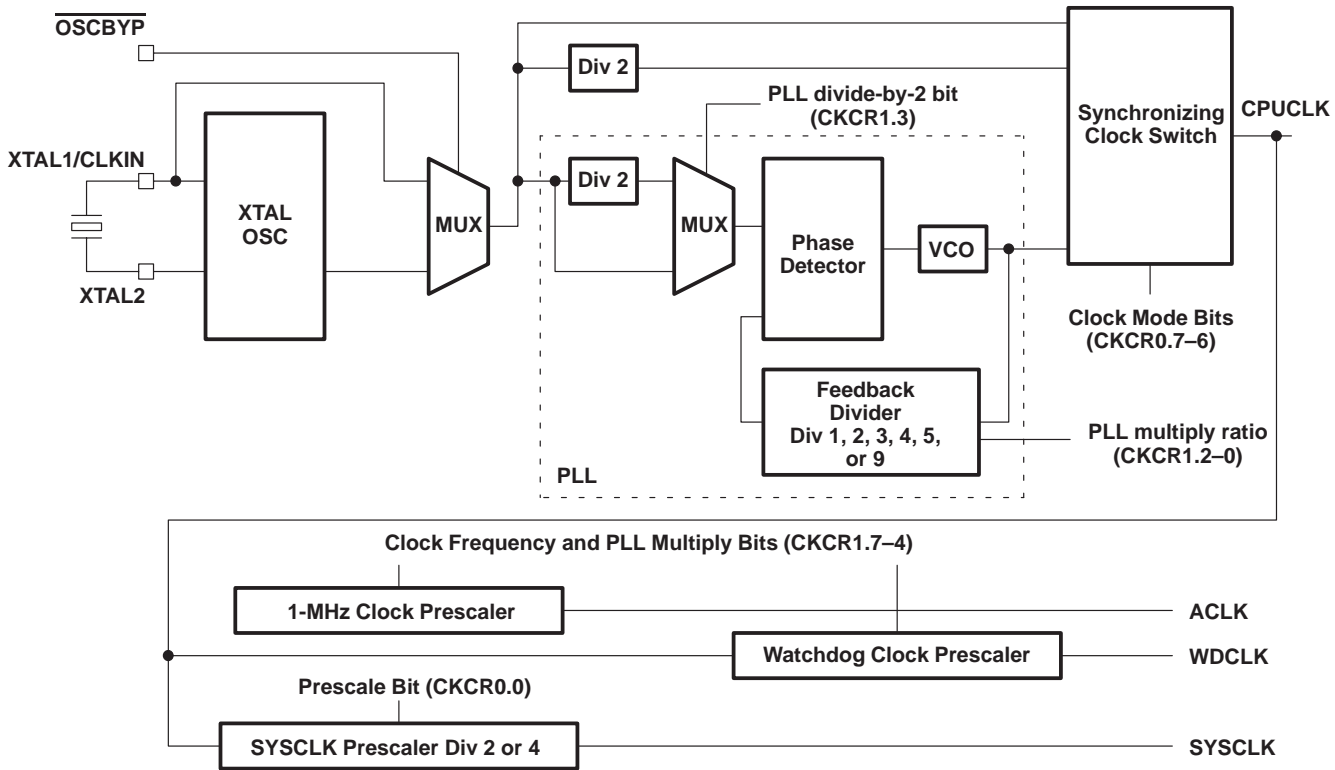 OSCBYP
XTAL1/CLKIN
XTAL2
XTAL
OSC
MUX
Div 2
PLL divide-by-2 bit
(CKCR1.3)
Div 2
MUX
Phase
Detector
VCO
Feedback
Divider
Div 1, 2, 3, 4, 5,
or 9
PLL
Synchronizing
Clock Switch
CPUCLK
Clock Mode Bits
(CKCR0.7–6)
PLL multiply ratio
(CKCR1.2–0)
Clock Frequency and PLL Multiply Bits (CKCR1.7–4)
1-MHz Clock Prescaler
ACLK
Watchdog Clock Prescaler
WDCLK
Prescale Bit (CKCR0.0)
SYSCLK Prescaler Div 2 or 4
SYSCLK